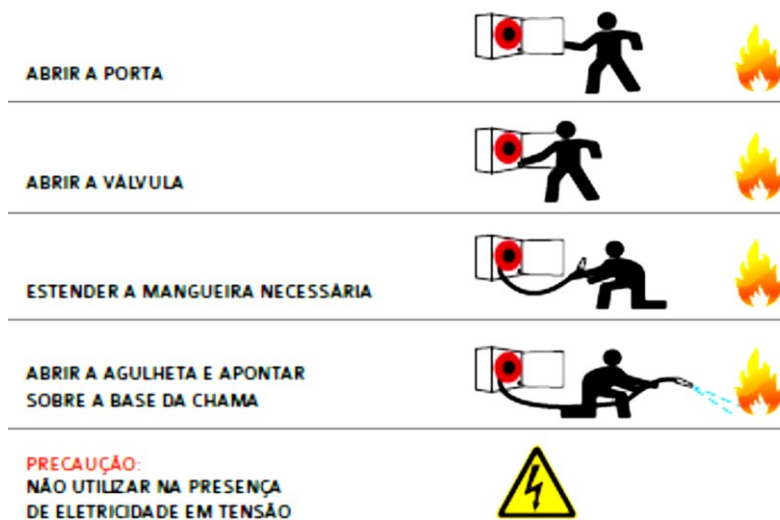 ABRIR A PORTA
ABRIR A VÁLVULA
ESTENDER A MANGUEIRA NECESSÁRIA
ABRIR A AGULHETA E APONTAR
SOBRE A BASE DA CHAMA
PRECAUÇÃO:
NÃO UTILIZAR NA PRESENÇA
DE ELETRICIDADE EM TENSÃO